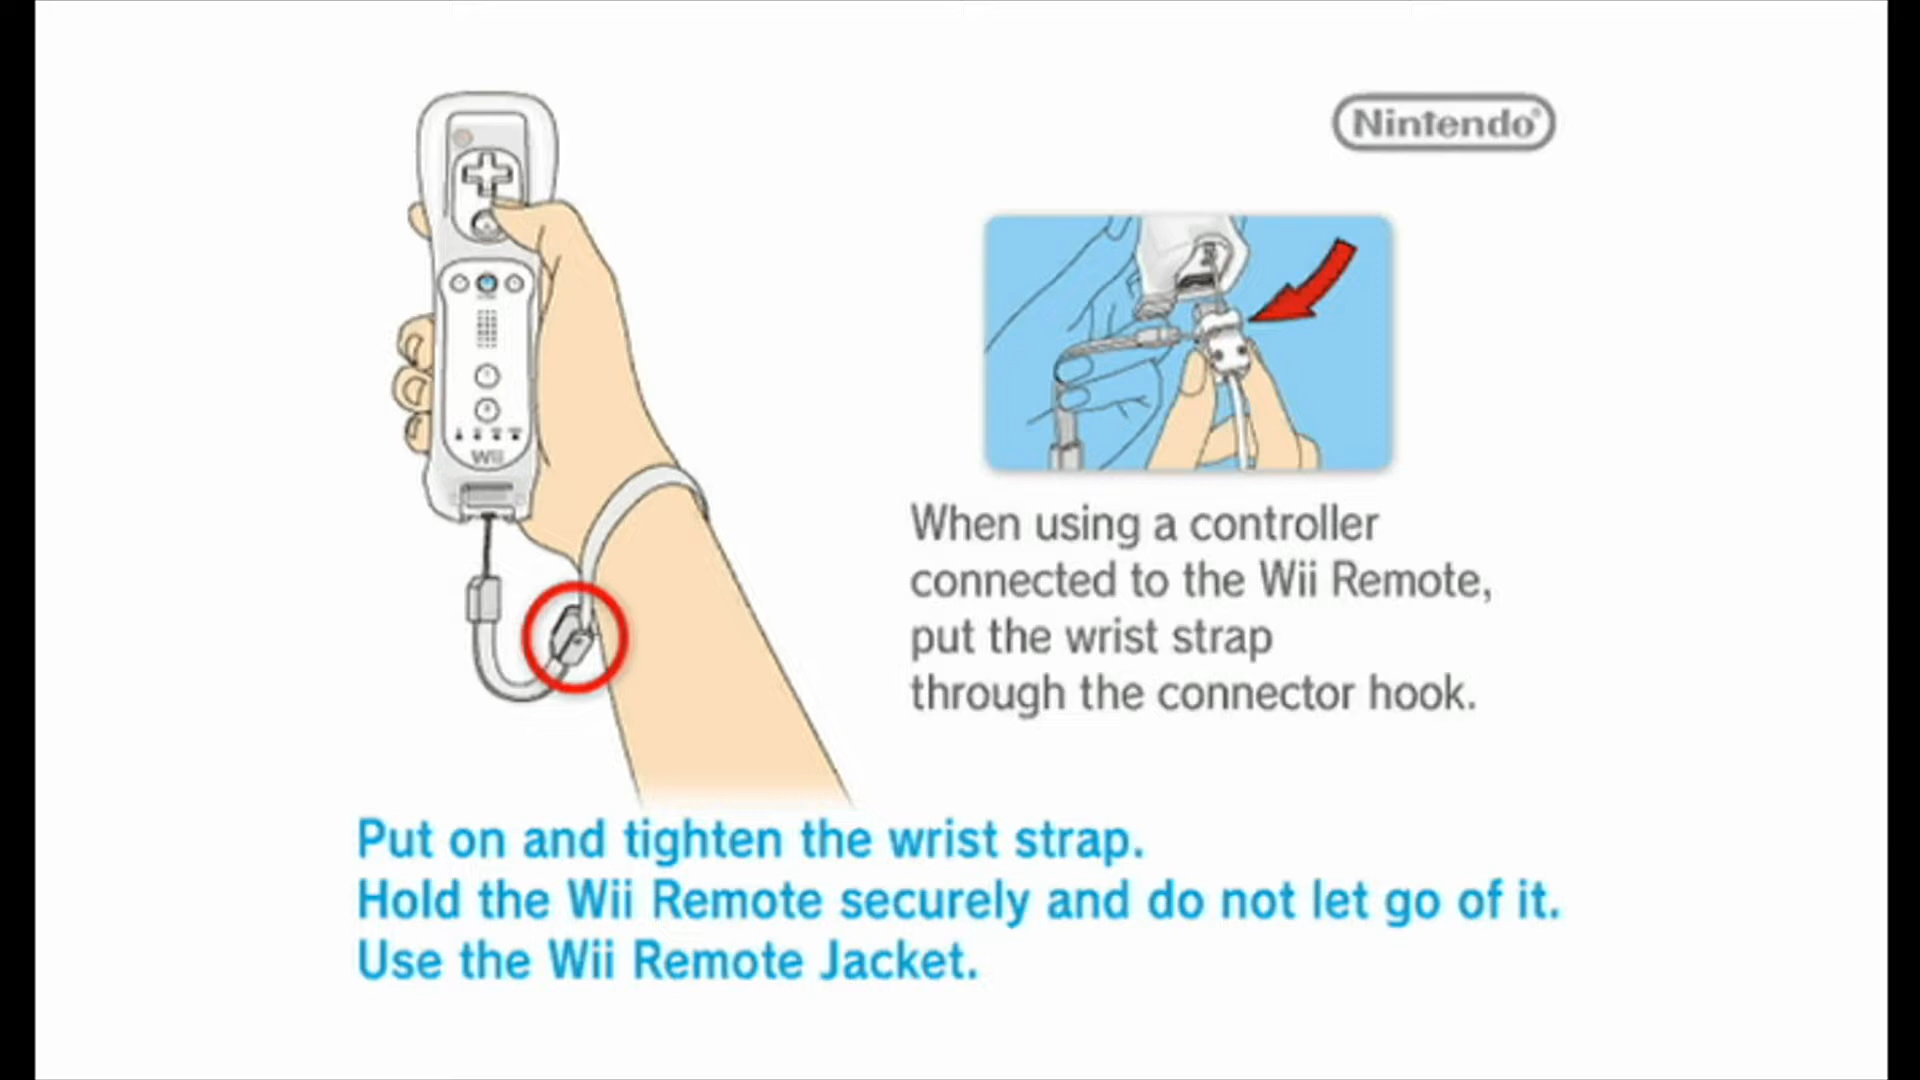 Nintendo®
Wii
When using a controller
connected to the Wii Remote,
put the wrist strap
through the connector hook.
Put on and tighten the wrist strap.
Hold the Wii Remote securely and do not let go of it.
Use the Wii Remote Jacket.